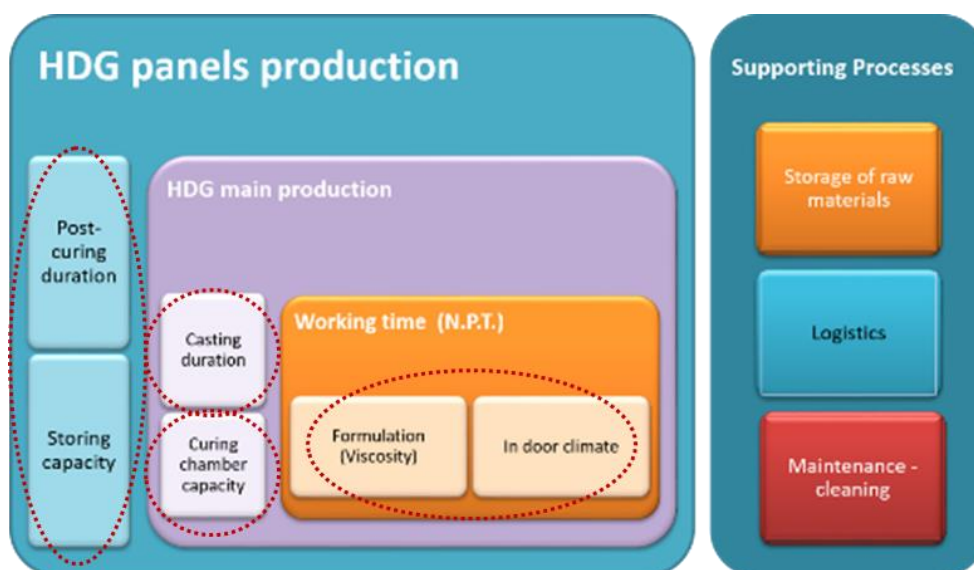 HDG panels production
Post-
curing
duration
Storing
capacity
HDG main production
Casting
duration
Curing
chamber
capacity
Working time (N.P.T.)
Formulation
(Viscosity)
In door climate
Supporting Processes
Storage of raw
materials
Logistics
Maintenance -
cleaning